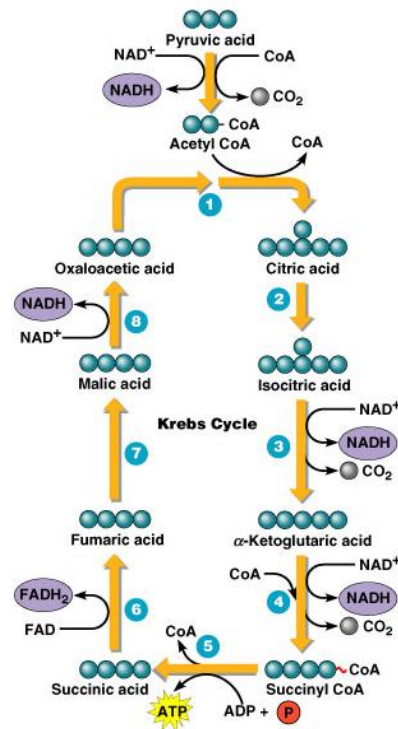 Pyruvic acid
NAD⁺
CoA
NADH
CO₂
CoA
Acetyl CoA
CoA
1
Oxaloacetic acid
Citric acid
NADH
8
2
NAD⁺
Malic acid
Isocitric acid
Krebs Cycle
NAD⁺
3
NADH
7
CO₂
Fumaric acid
α-Ketoglutaric acid
NAD⁺
CoA
FADH₂
4
NADH
6
FAD
CO₂
CoA
5
CoA
Succinic acid
Succinyl CoA
ATP
ADP + P